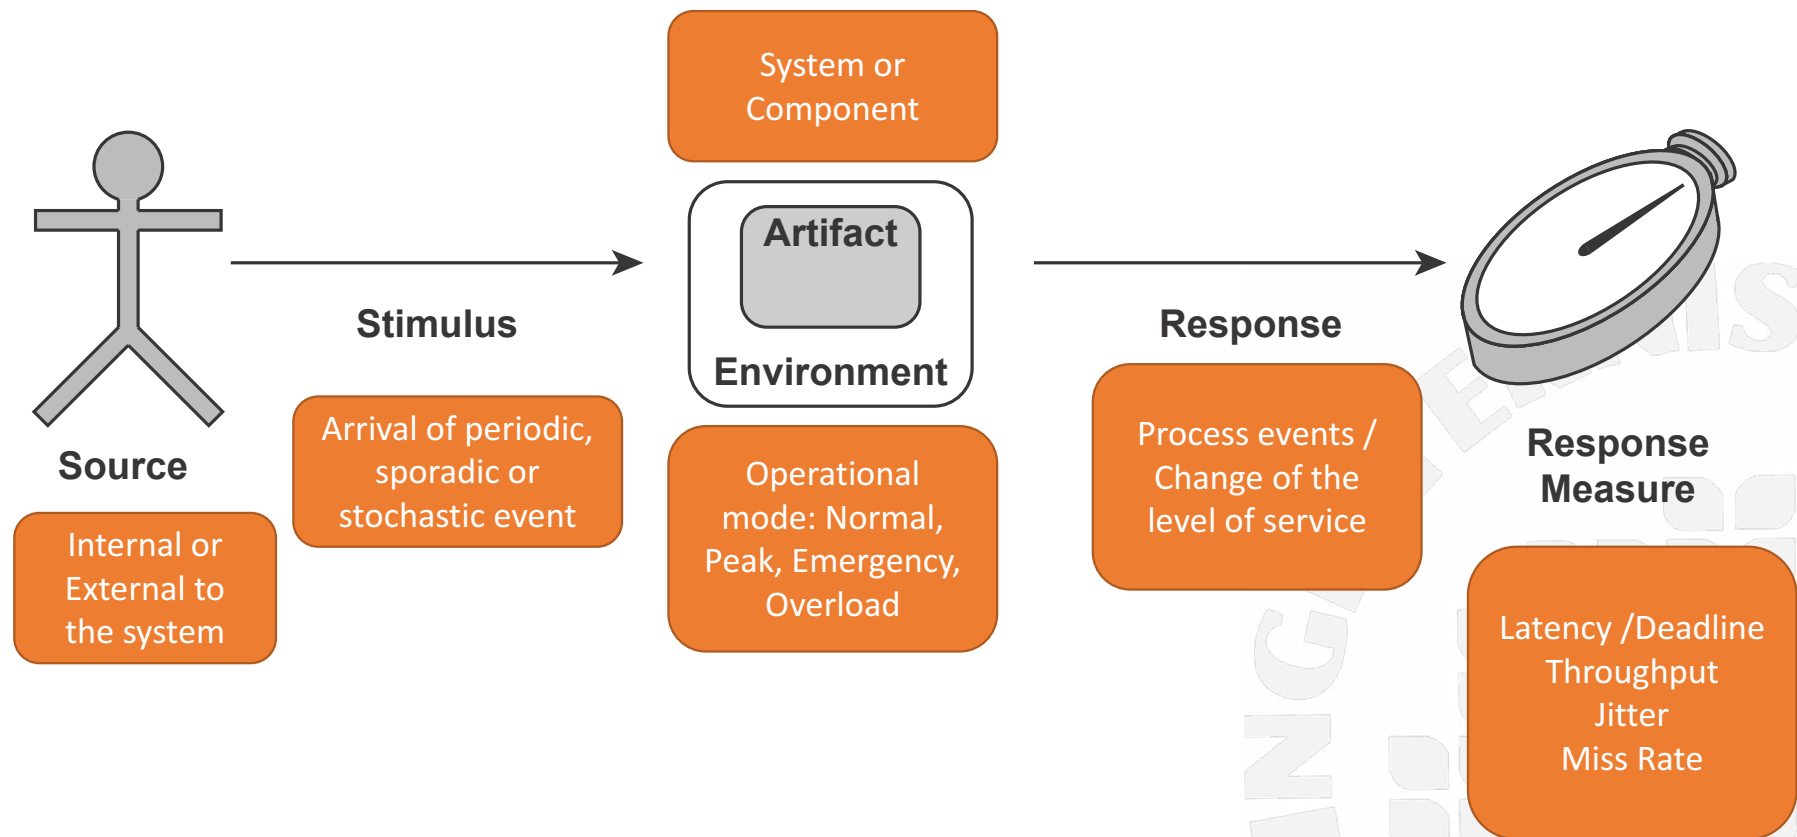 System or
Component
Artifact
Environment
Stimulus
Response
Source
Response
Measure
Internal or
External to
the system
Arrival of periodic,
sporadic or
stochastic event
Operational
mode: Normal,
Peak, Emergency,
Overload
Process events /
Change of the
level of service
Latency /Deadline
Throughput
Jitter
Miss Rate